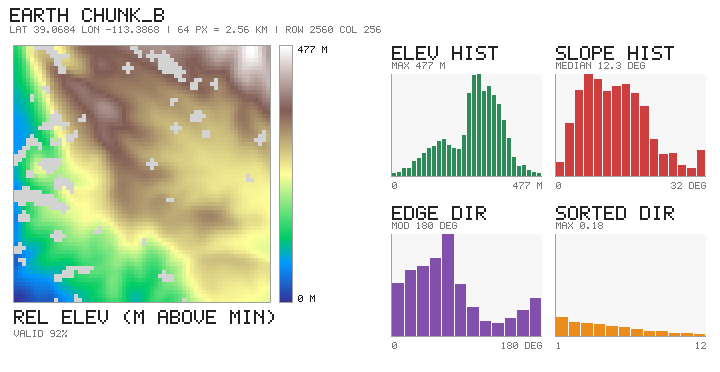 EARTH CHUNK_B
LAT 39.0684 LON -113.3868 | 64 PX = 2.56 KM | ROW 2560 COL 256
477 M
0 M
REL ELEV (M ABOVE MIN)
VALID 92%
ELEV HIST
MAX 477 M
0 477 M
SLOPE HIST
MEDIAN 12.3 DEG
0 32 DEG
EDGE DIR
MOD 180 DEG
0 180 DEG
SORTED DIR
MAX 0.18
1 12